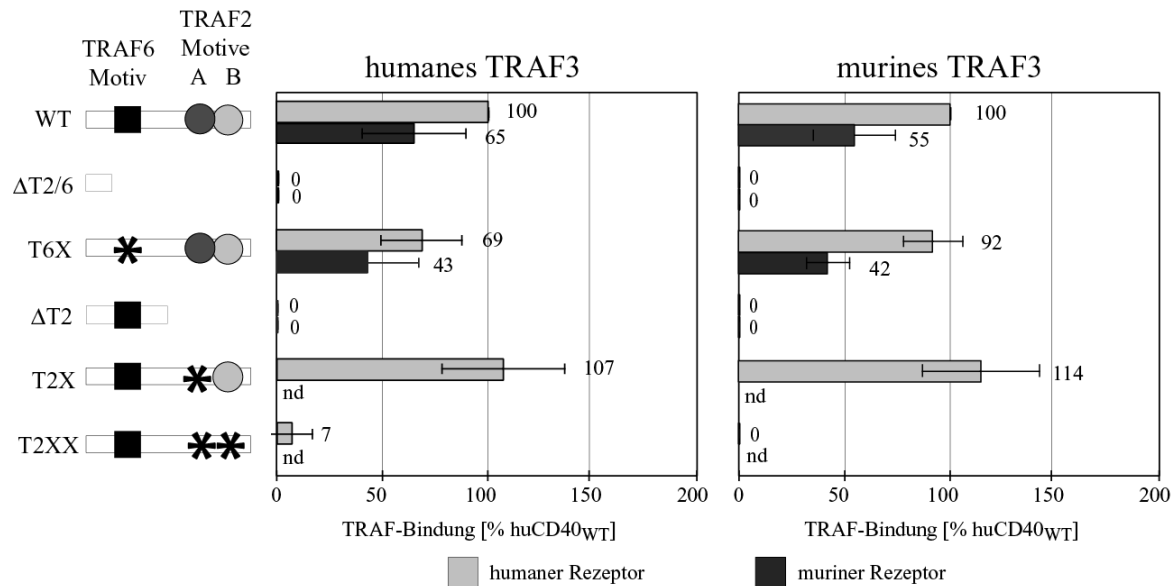 TRAF6
Motiv
TRAF2
Motive
A B
humanes TRAF3
murines TRAF3
WT
100
65
100
55
ΔT2/6
0
0
0
0
T6X
69
43
92
42
ΔT2
0
0
0
0
T2X
107
nd
114
nd
T2XX
7
nd
0
nd
0 50 100 150 200
0 50 100 150 200
TRAF-Bindung [% huCD40WT]
TRAF-Bindung [% huCD40WT]
humaner Rezeptor
muriner Rezeptor